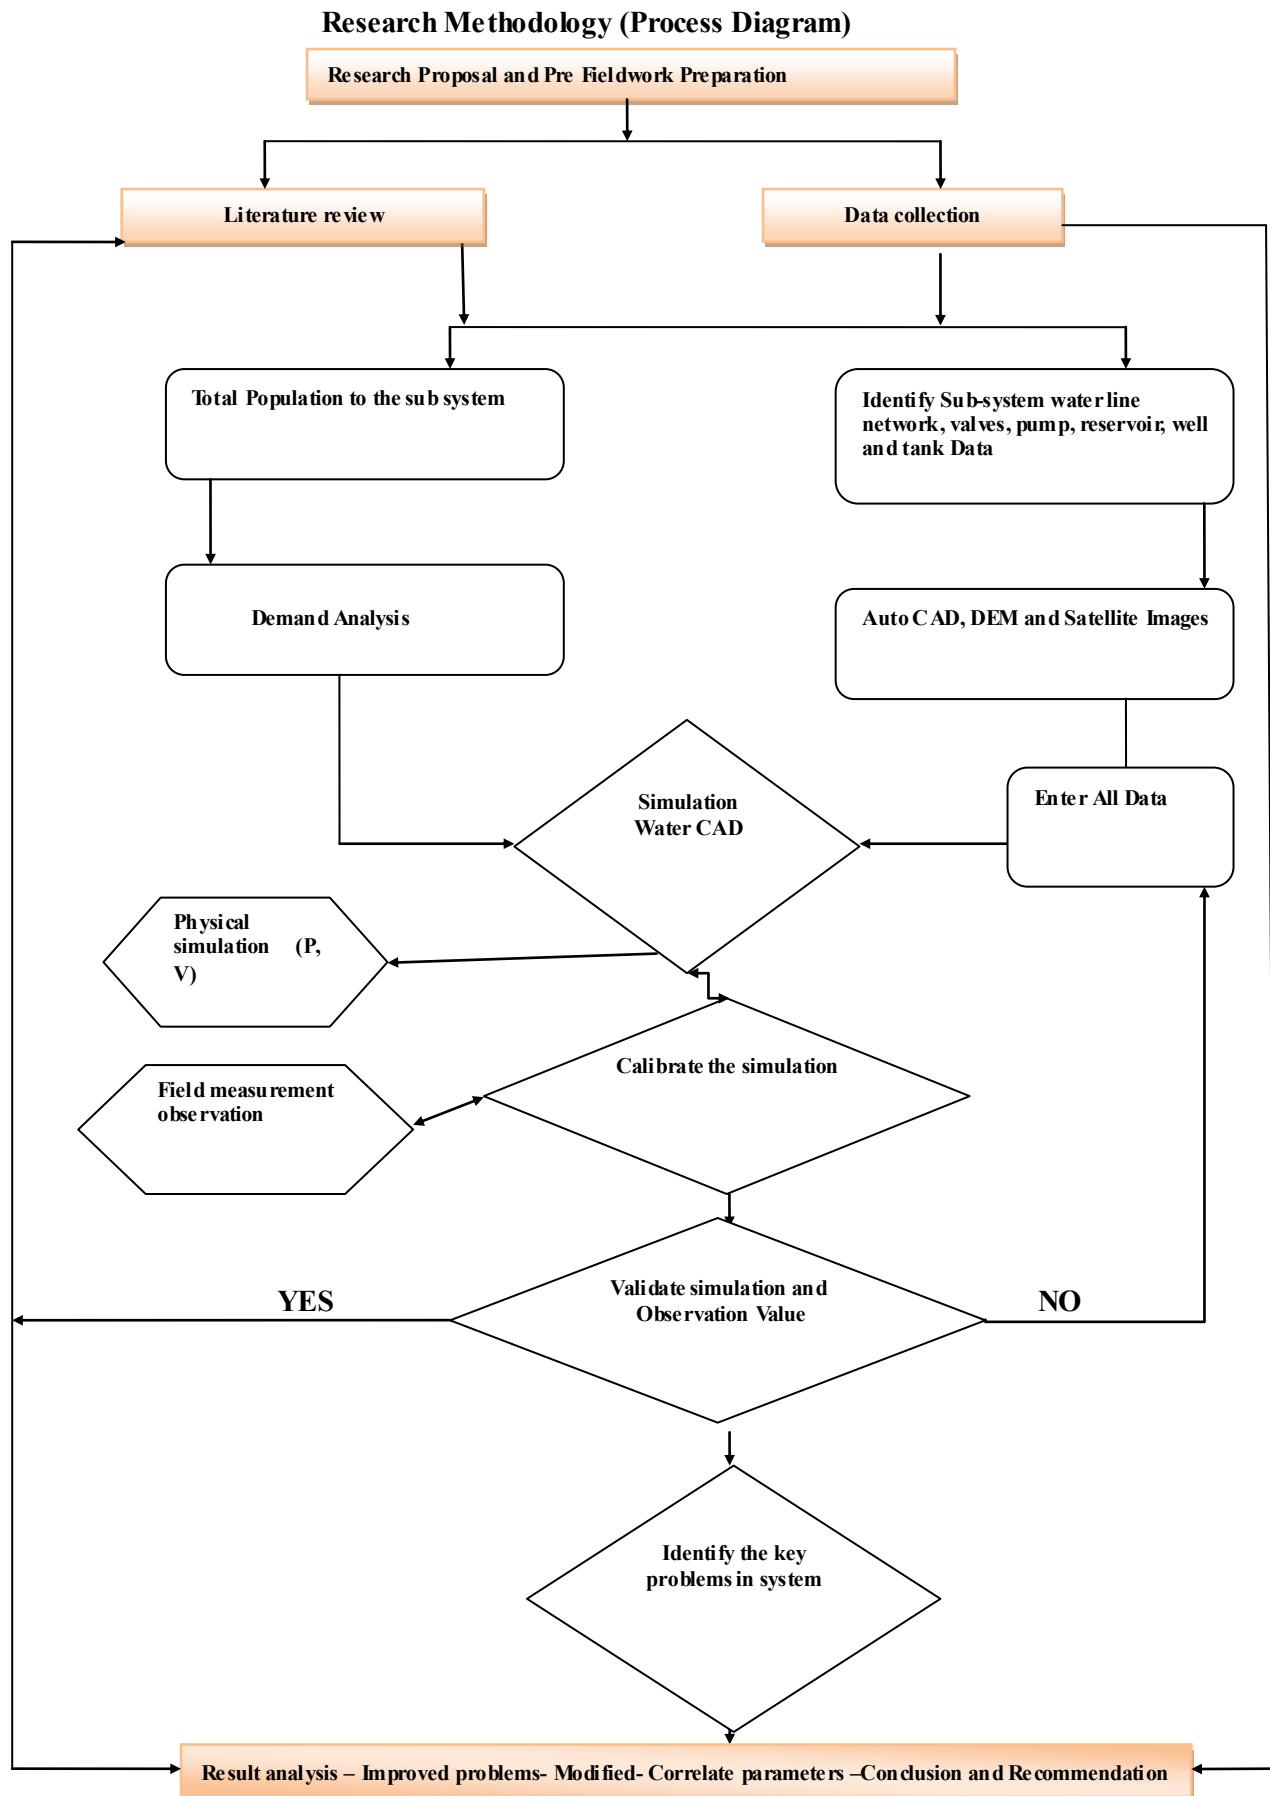 Research Methodology (Process Diagram)
Research Proposal and Pre Fieldwork Preparation
Literature review
Data collection
Total Population to the sub system
Identify Sub-system water line
network, valves, pump, reservoir, well
and tank Data
Demand Analysis
Auto CAD, DEM and Satellite Images
Simulation
Water CAD
Enter All Data
Physical
simulation (P,
V)
Calibrate the simulation
Field measurement
observation
Validate simulation and
Observation Value
YES
NO
Identify the key
problems in system
Result analysis – Improved problems- Modified- Correlate parameters –Conclusion and Recommendation